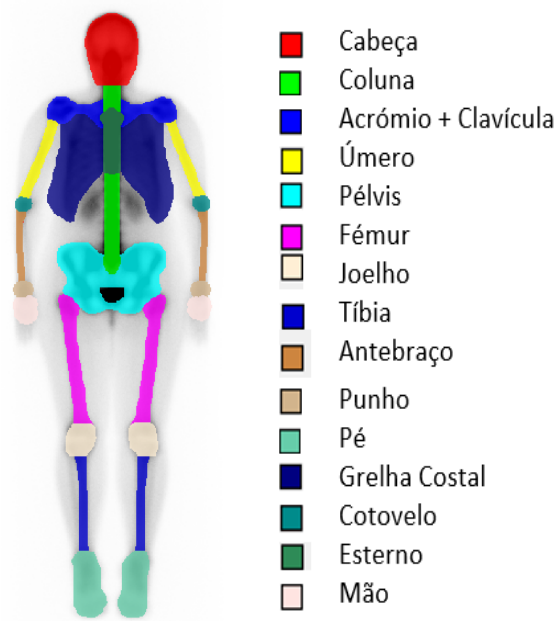 Cabeça
Coluna
Acrómio + Clavícula
Úmero
Pélvis
Fémur
Joelho
Tíbia
Antebraço
Punho
Pé
Grelha Costal
Cotovelo
Esterno
Mão